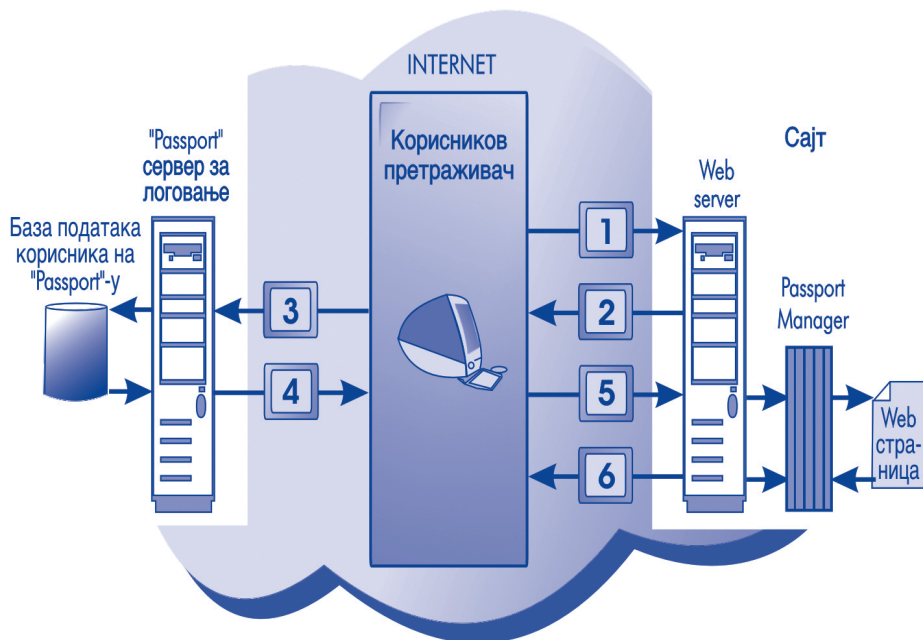 INTERNET
"Passport"
сервер за
логовање
База података
корисника на
"Passport"-у
Корисников
претраживач
Сајт
Web
server
Passport
Manager
1
2
3
4
5
6
Web
стра-
ница